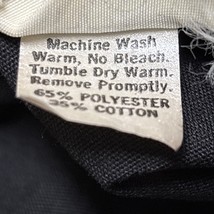 Machine Wash
Warm, No Bleach.
Tumble Dry Warm.
Remove Promptly.
65% POLYESTER
35% COTTON